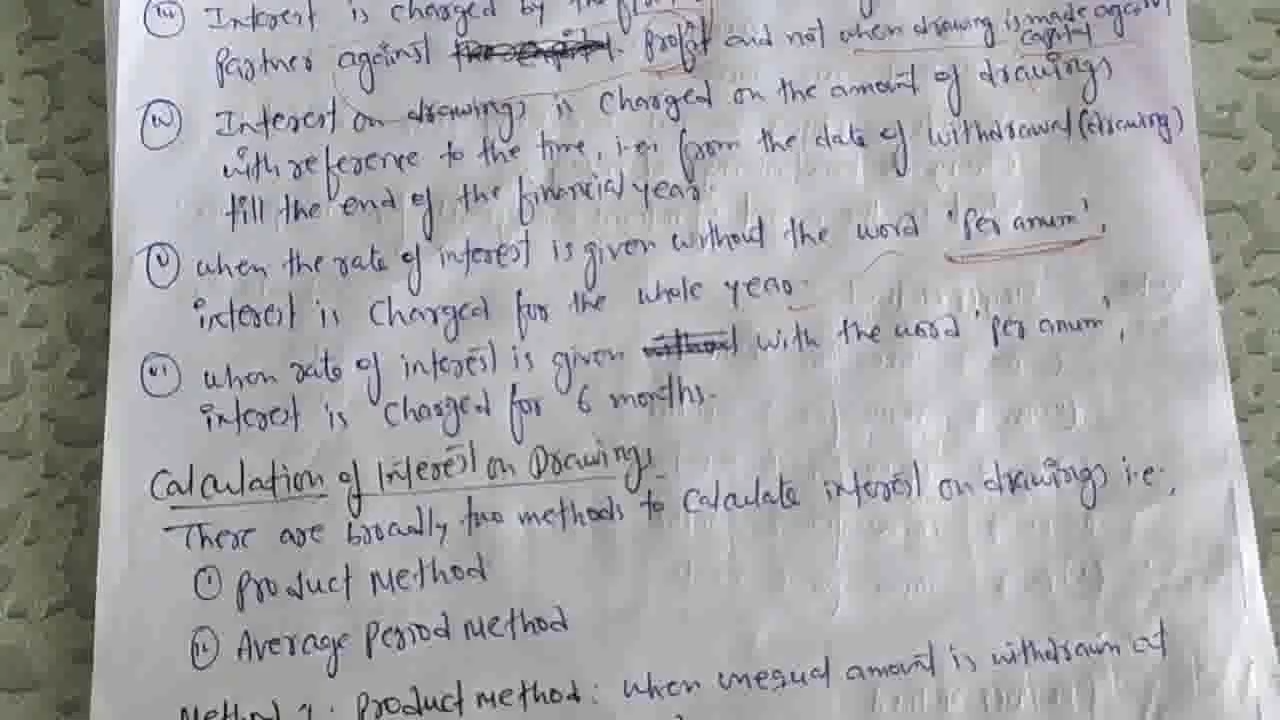 (iii) Interest is charged by the
partner against profit and not when drawing is made against capital
(iv) Interest on drawings is charged on the amount of drawings
with reference to the time, i.e. from the date of withdrawal (drawing)
till the end of the financial year.
(v) when the rate of interest is given without the word 'per anum',
interest is charged for the whole year.
(vi) when rate of interest is given with the word 'per anum',
interest is charged for 6 months.
Calculation of Interest on Drawings
There are broadly two methods to calculate interest on drawings i.e.,
(i) Product Method
(ii) Average Period Method
Method 1: Product method: when unequal amount is withdrawn at